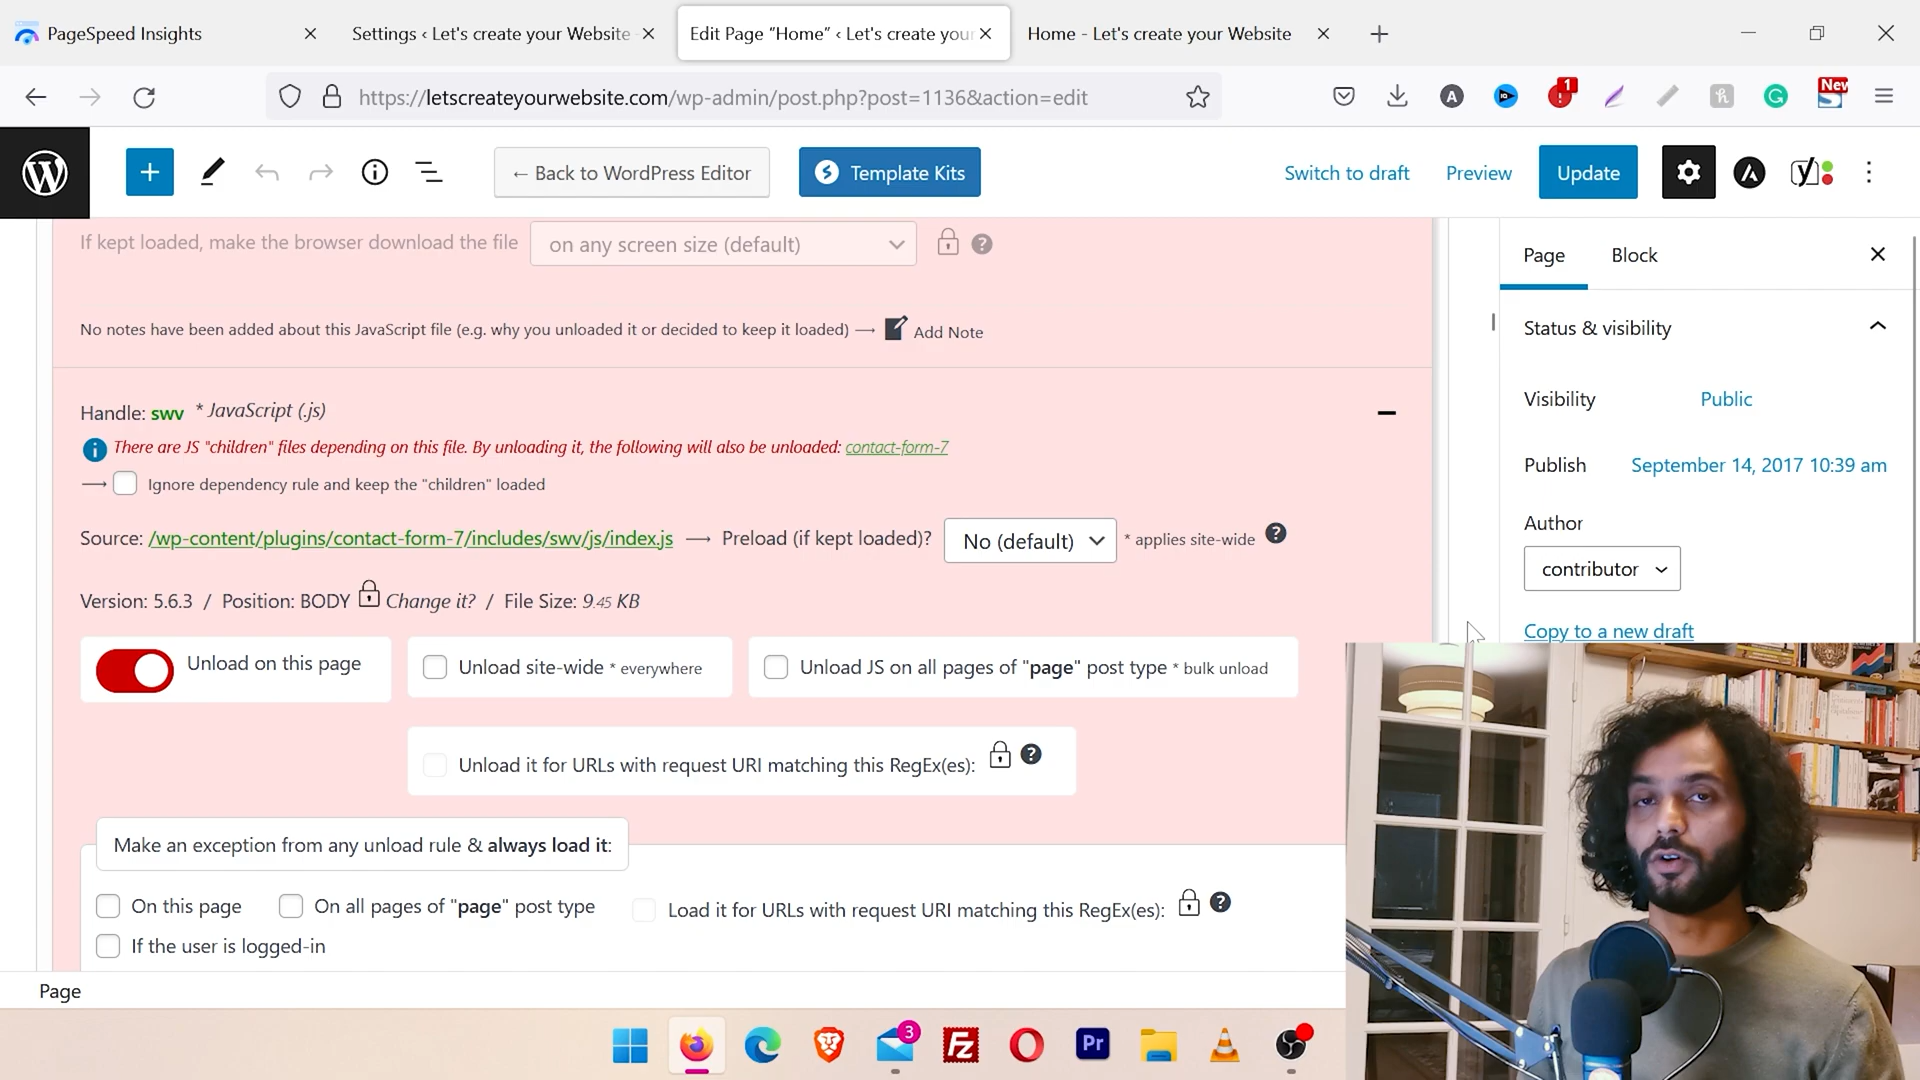 PageSpeed Insights
Settings ‹ Let's create your Website -
Edit Page “Home” ‹ Let's create your
Home - Let's create your Website
https://letscreateyourwebsite.com/wp-admin/post.php?post=1136&action=edit
1
New
← Back to WordPress Editor
Template Kits
Switch to draft
Preview
Update
If kept loaded, make the browser download the file
on any screen size (default)
No notes have been added about this JavaScript file (e.g. why you unloaded it or decided to keep it loaded) → Add Note
Handle: swv * JavaScript (.js)
There are JS "children" files depending on this file. By unloading it, the following will also be unloaded: contact-form-7
→ Ignore dependency rule and keep the "children" loaded
Source: /wp-content/plugins/contact-form-7/includes/swv/js/index.js → Preload (if kept loaded)? No (default) * applies site-wide
Version: 5.6.3 / Position: BODY Change it? / File Size: 9.45 KB
Unload on this page
Unload site-wide * everywhere
Unload JS on all pages of "page" post type * bulk unload
Unload it for URLs with request URI matching this RegEx(es):
Make an exception from any unload rule & always load it:
On this page
On all pages of "page" post type
Load it for URLs with request URI matching this RegEx(es):
If the user is logged-in
Page
Page
Block
Status & visibility
Visibility
Public
Publish
September 14, 2017 10:39 am
Author
contributor
Copy to a new draft
3
Fz
Pr